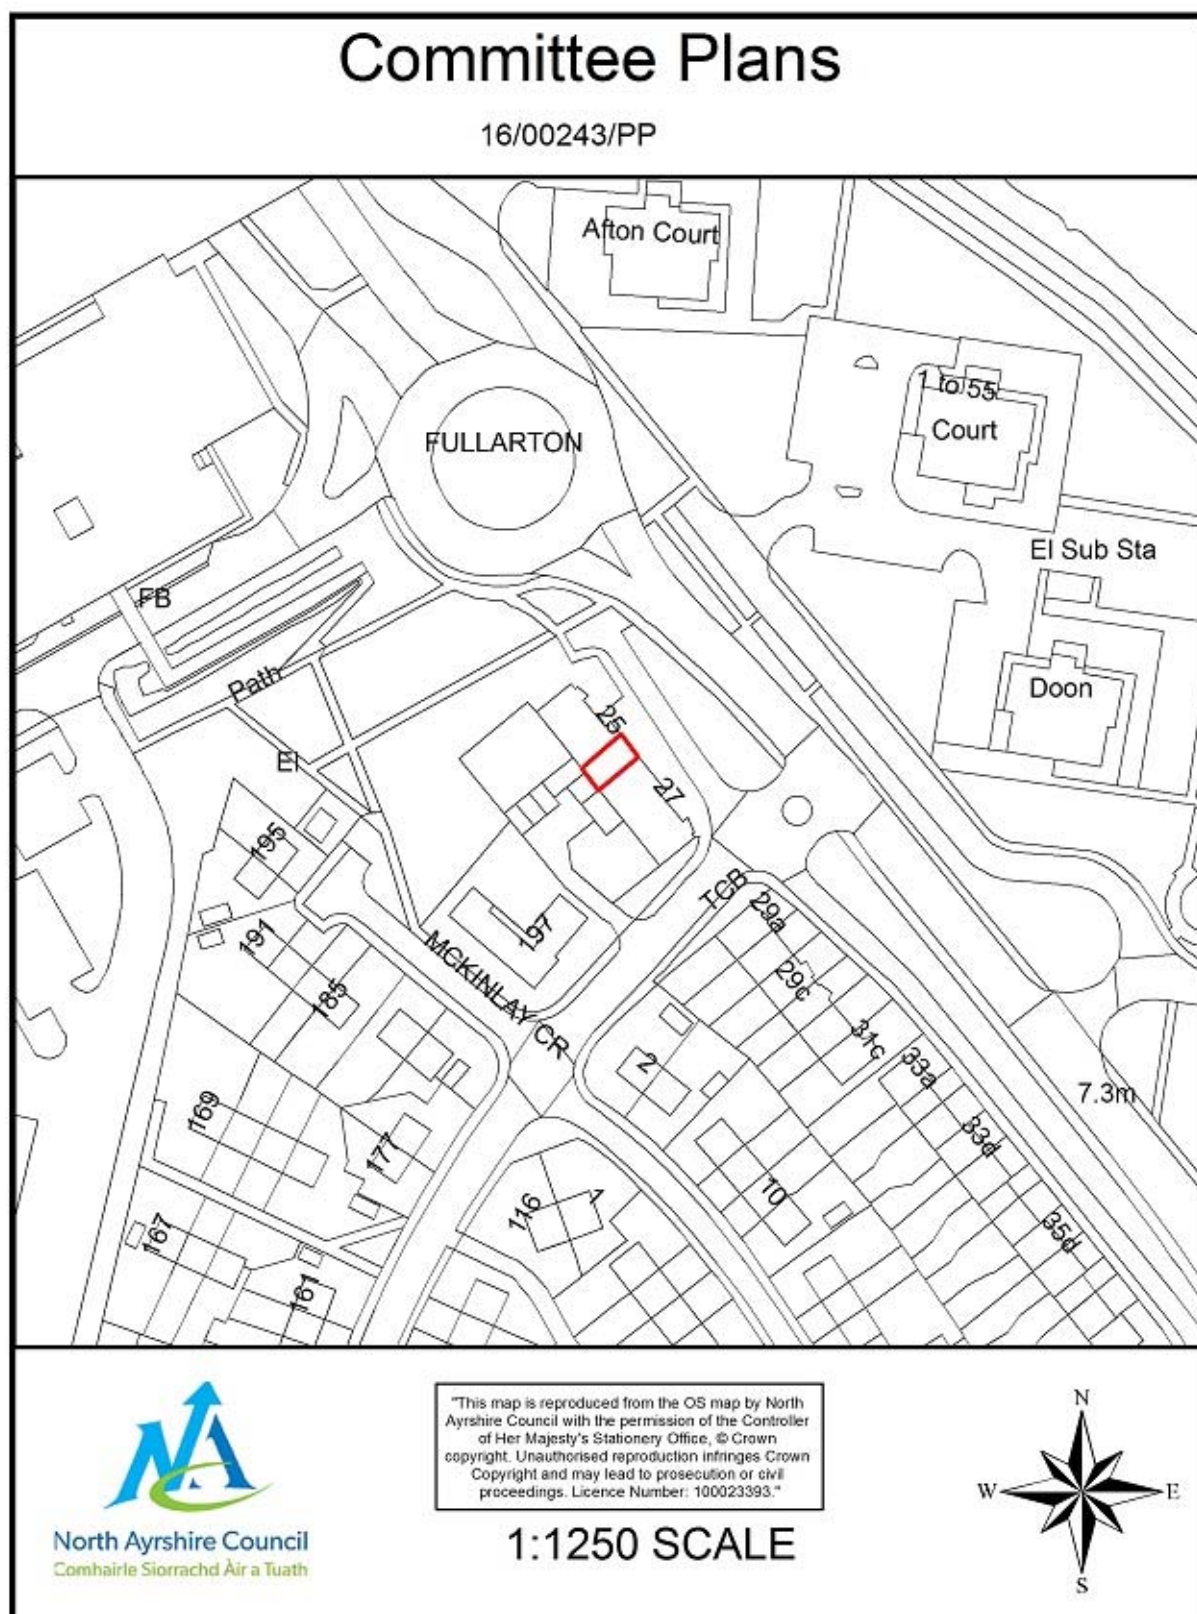 Committee Plans
16/00243/PP
Afton Court
1 to 55
Court
FULLARTON
El Sub Sta
FB
Path
Doon
25
El
27
195
TCB
29a
197
191
MCKINLAY CR
29c
185
31c
2
33a
7.3m
169
33d
177
10
1
116
35d
167
161
North Ayrshire Council
Comhairle Siorrachd Àir a Tuath
"This map is reproduced from the OS map by North
Ayrshire Council with the permission of the Controller
of Her Majesty's Stationery Office, © Crown
copyright. Unauthorised reproduction infringes Crown
Copyright and may lead to prosecution or civil
proceedings. Licence Number: 100023393."
1:1250 SCALE
N
W
E
S